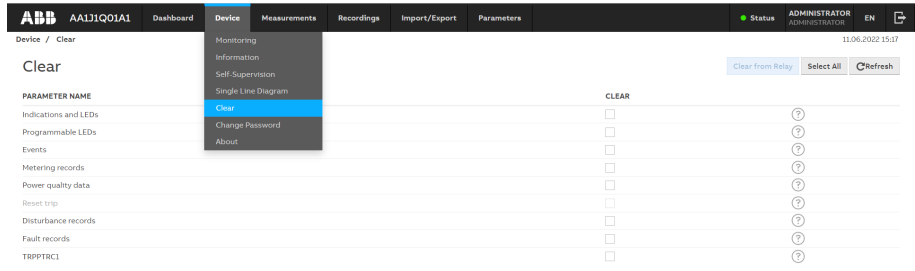 ABB AA1J1Q01A1 Dashboard Device Measurements Recordings Import/Export Parameters Status ADMINISTRATOR EN
ADMINISTRATOR
Device / Clear 11.06.2022 15:17
Monitoring
Information
Clear Clear from Relay Select All Refresh
Self-Supervision
Single Line Diagram
PARAMETER NAME CLEAR
Clear
Indications and LEDs ?
Change Password
Programmable LEDs ?
About
Events ?
Metering records ?
Power quality data ?
Reset trip ?
Disturbance records ?
Fault records ?
TRPPTRC1 ?